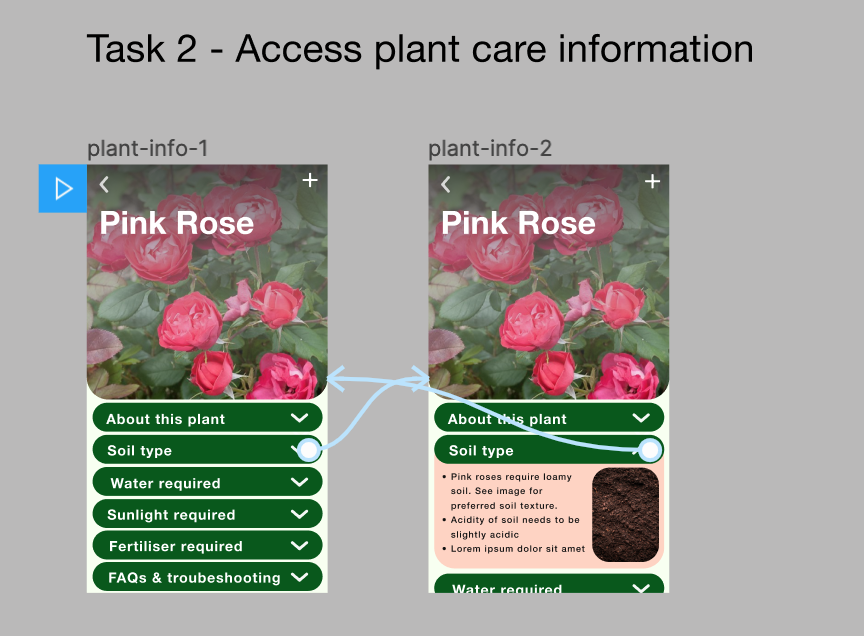 Task 2 - Access plant care information
plant-info-1
Pink Rose
About this plant
Soil type
Water required
Sunlight required
Fertiliser required
FAQs & troubeshooting
plant-info-2
Pink Rose
About this plant
Soil type
• Pink roses require loamy
soil. See image for
preferred soil texture.
• Acidity of soil needs to be
slightly acidic
• Lorem ipsum dolor sit amet
Water required